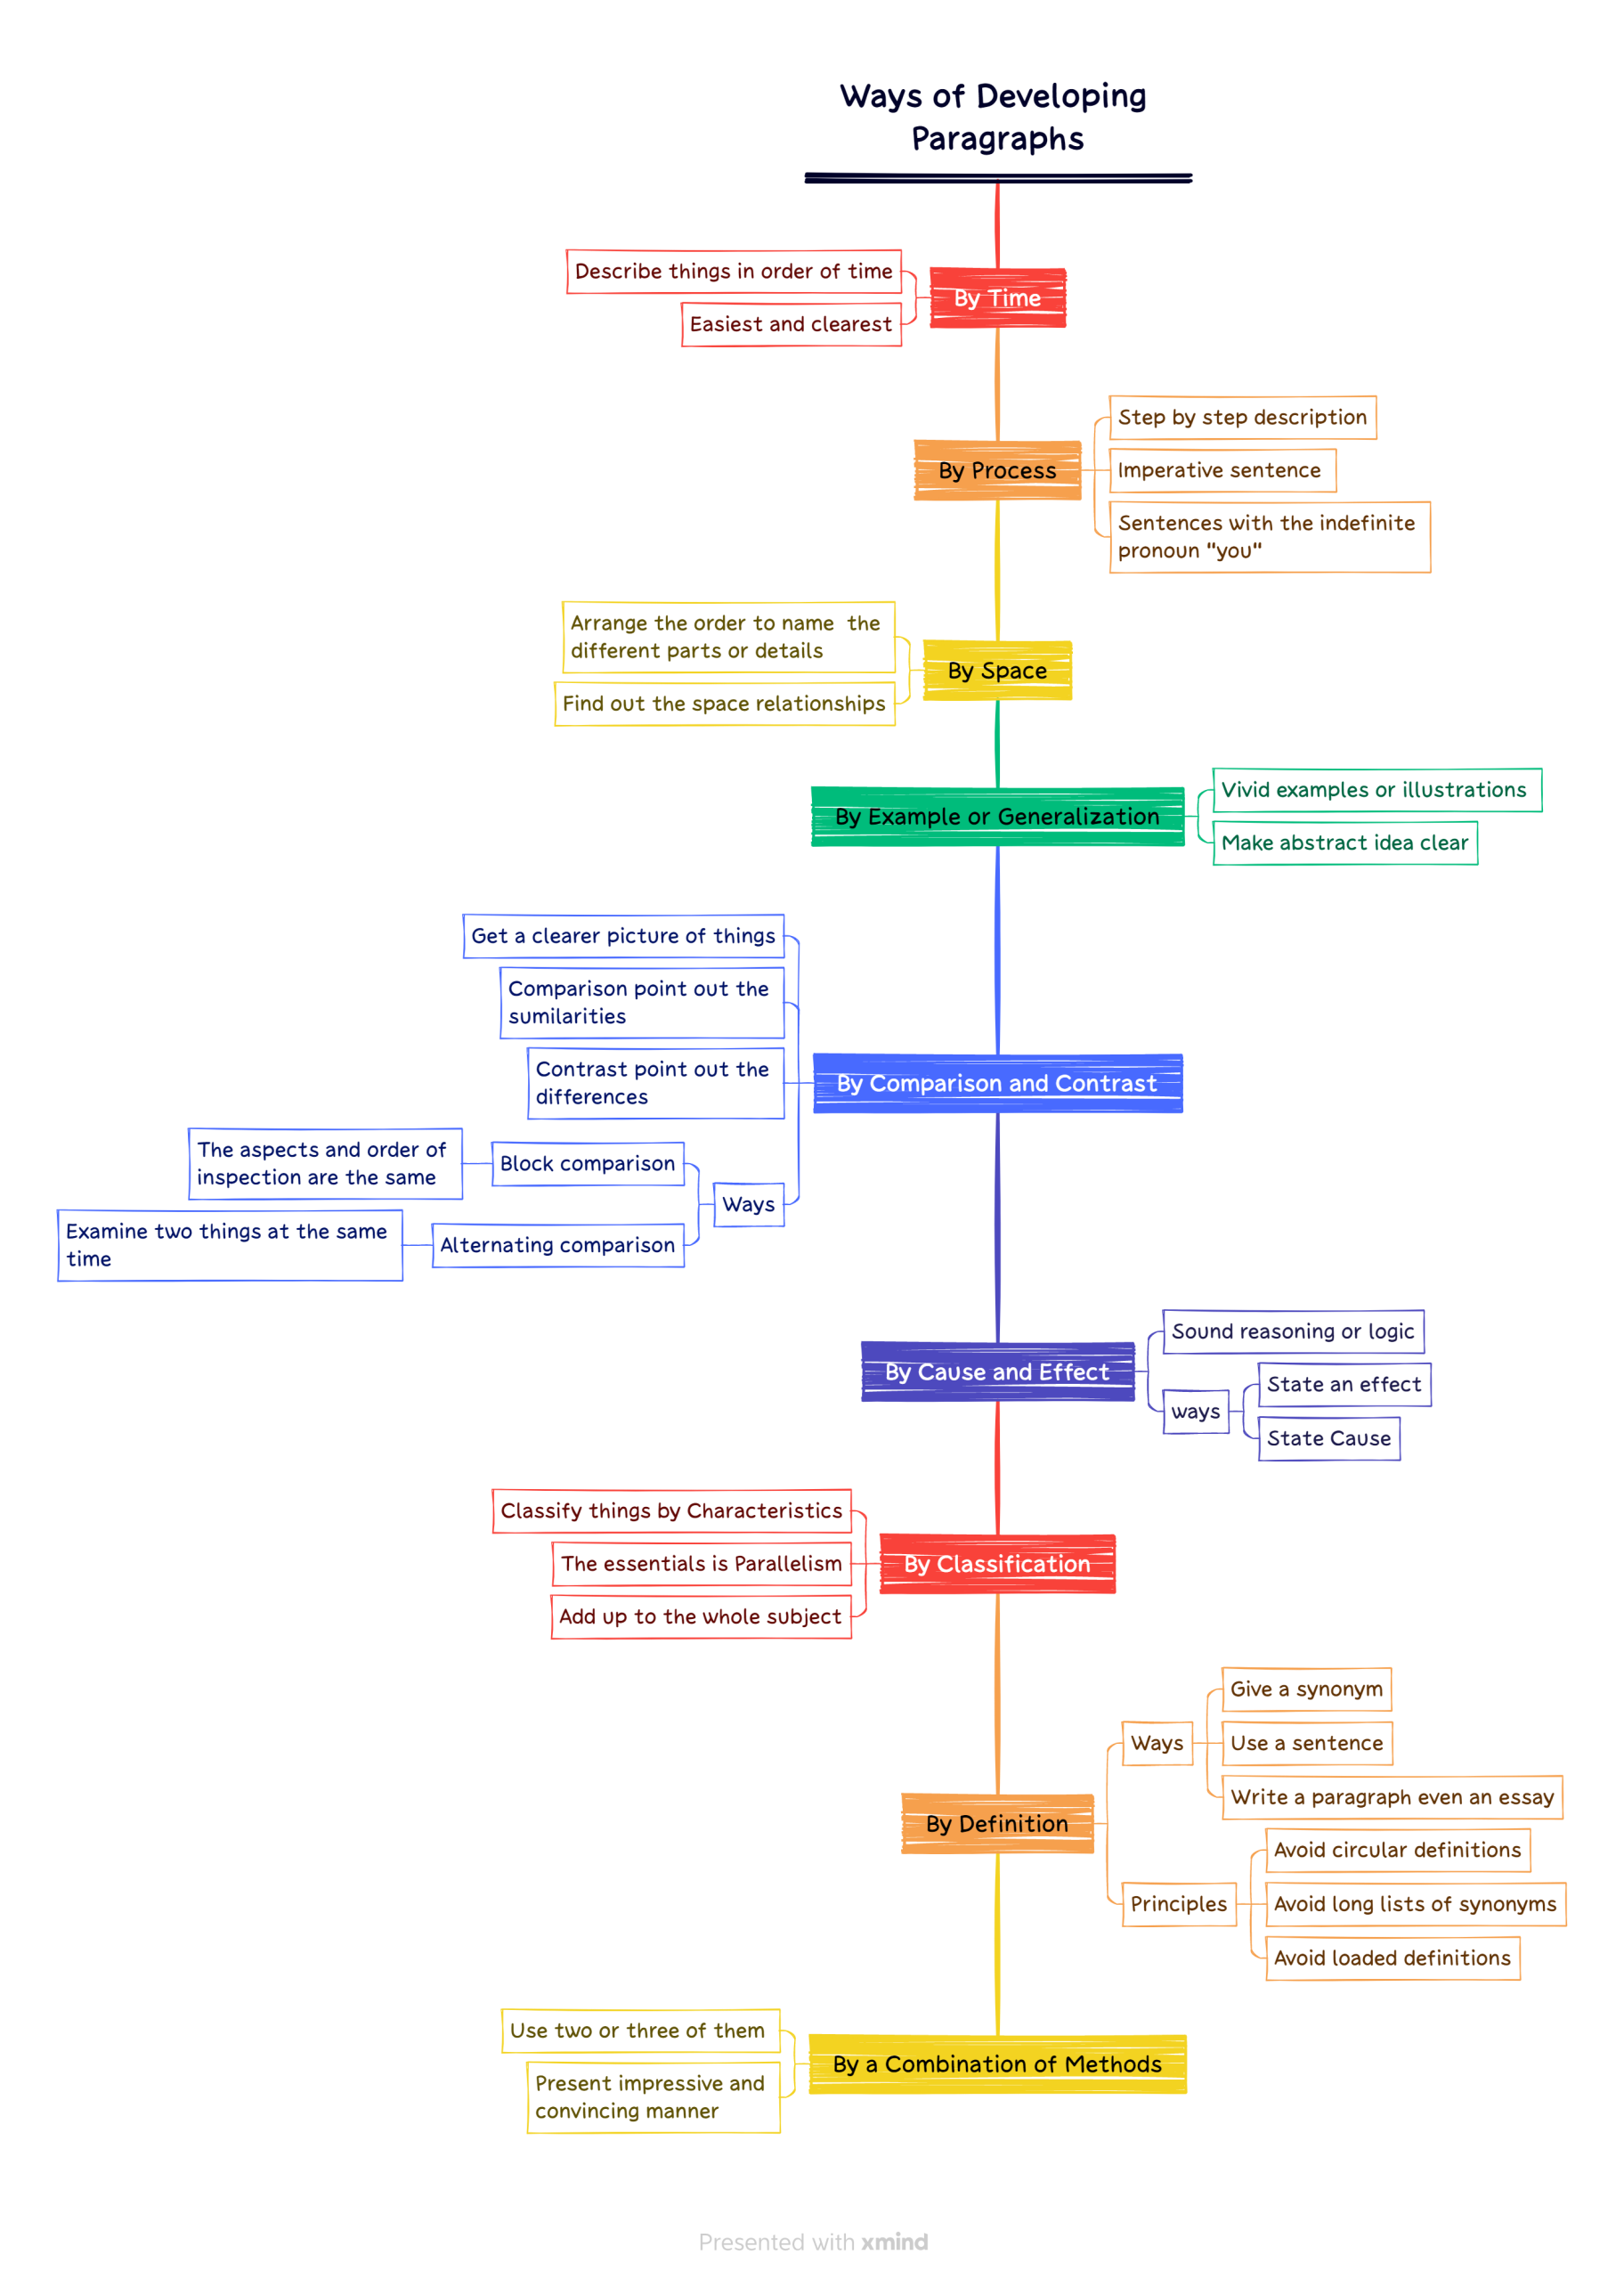 Ways of Developing
Paragraphs
Describe things in order of time
Easiest and clearest
By Time
By Process
Step by step description
Imperative sentence
Sentences with the indefinite
pronoun "you"
Arrange the order to name  the
different parts or details
Find out the space relationships
By Space
By Example or Generalization
Vivid examples or illustrations
Make abstract idea clear
Get a clearer picture of things
Comparison point out the
sumilarities
Contrast point out the
differences
By Comparison and Contrast
The aspects and order of
inspection are the same
Block comparison
Ways
Examine two things at the same
time
Alternating comparison
By Cause and Effect
Sound reasoning or logic
ways
State an effect
State Cause
Classify things by Characteristics
The essentials is Parallelism
Add up to the whole subject
By Classification
By Definition
Ways
Give a synonym
Use a sentence
Write a paragraph even an essay
Principles
Avoid circular definitions
Avoid long lists of synonyms
Avoid loaded definitions
Use two or three of them
Present impressive and
convincing manner
By a Combination of Methods
Presented with xmind